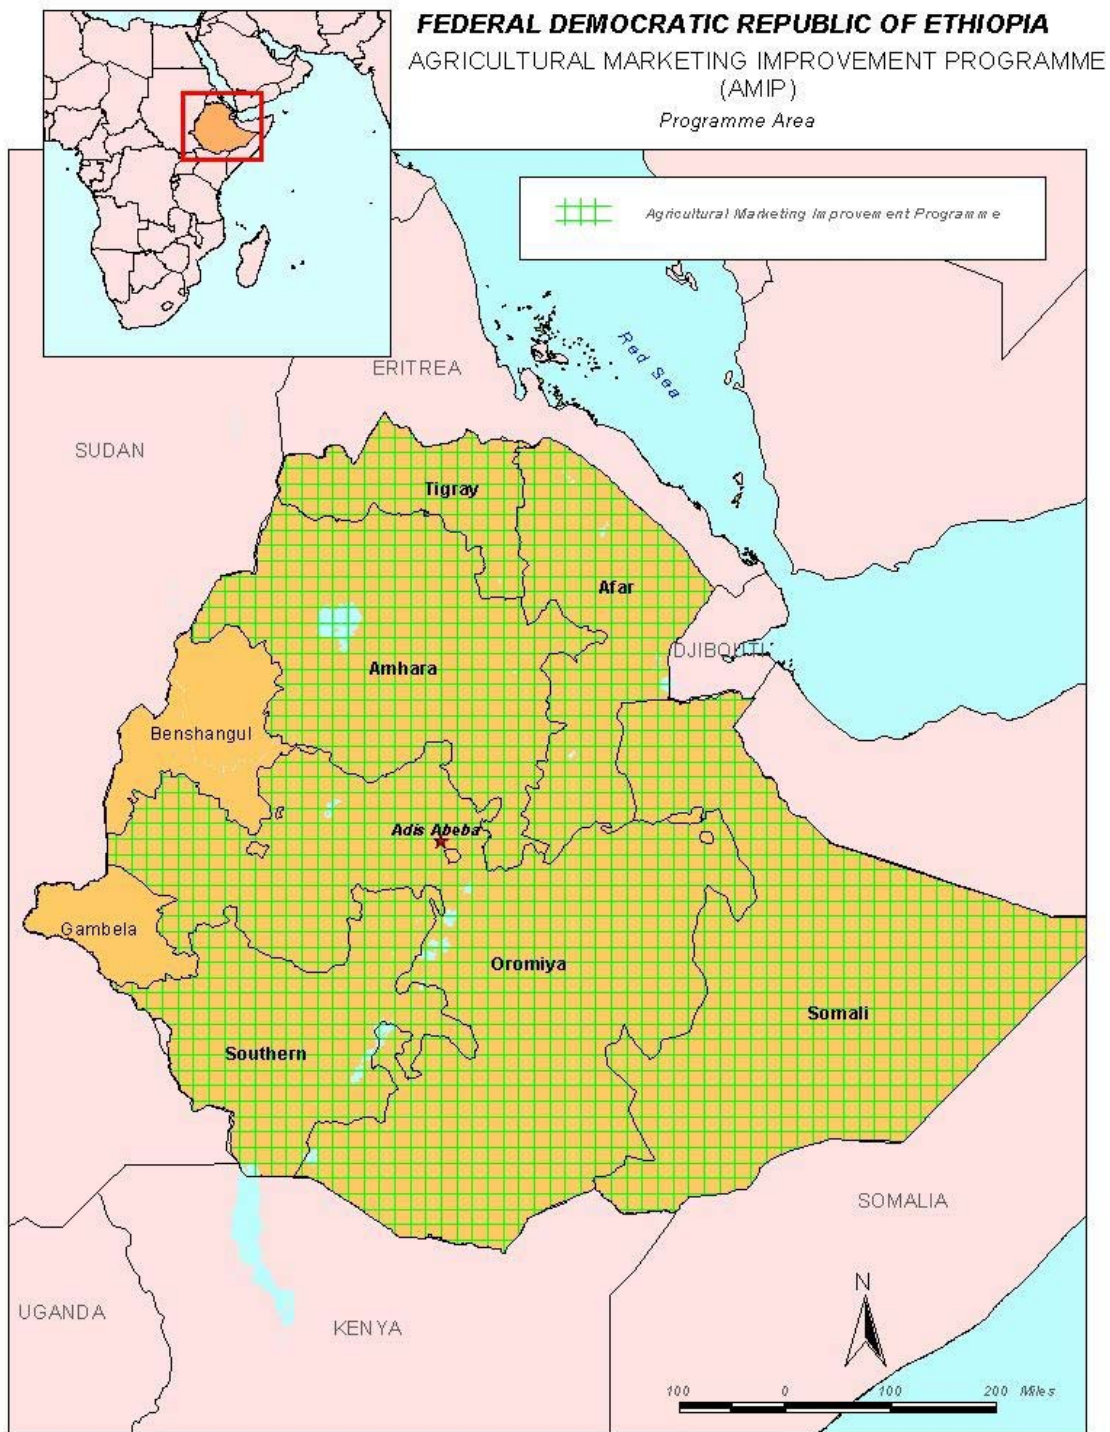 FEDERAL DEMOCRATIC REPUBLIC OF ETHIOPIA
AGRICULTURAL MARKETING IMPROVEMENT PROGRAMME
(AMIP)
Programme Area
Agricultural Marketing Improvement Programme
Red Sea
ERITREA
SUDAN
Tigray
Afar
DJIBOUTI
Amhara
Benshangul
Adis Abeba
Gambela
Oromiya
Somali
Southern
SOMALIA
N
UGANDA
KENYA
100 0 100 200 Miles